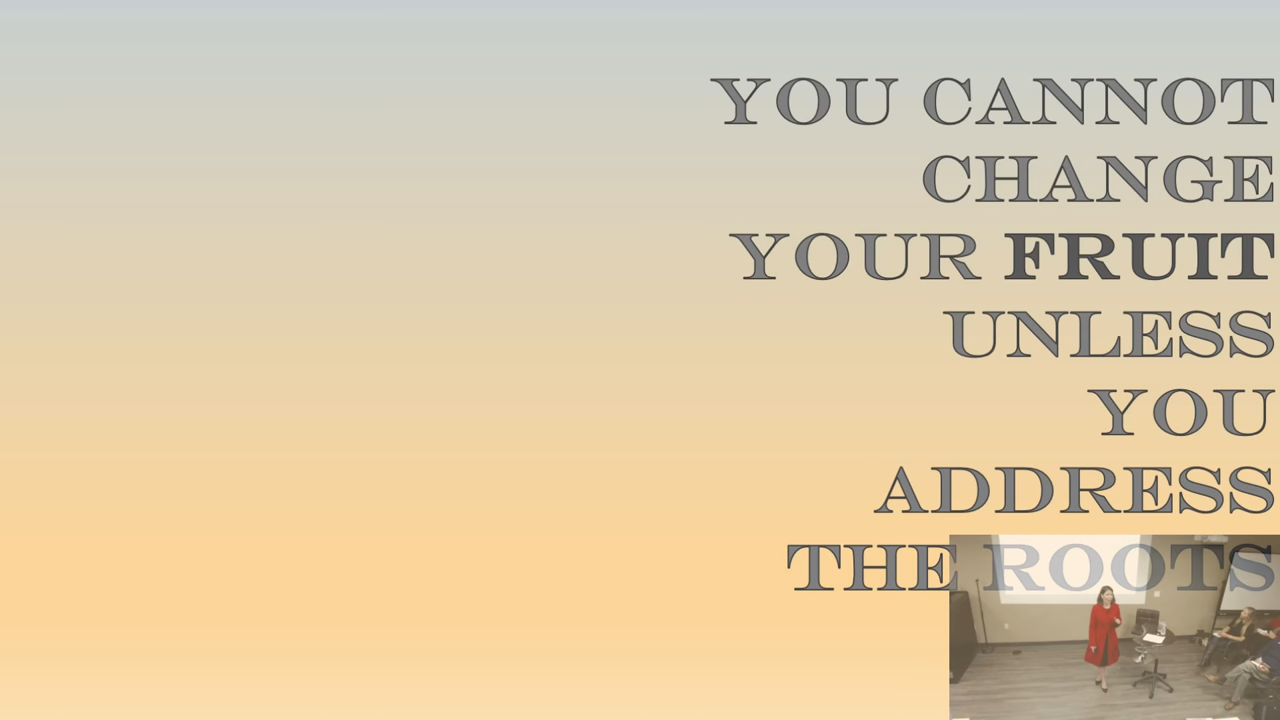 YOU CANNOT
CHANGE
YOUR FRUIT
UNLESS
YOU
ADDRESS
THE ROOTS